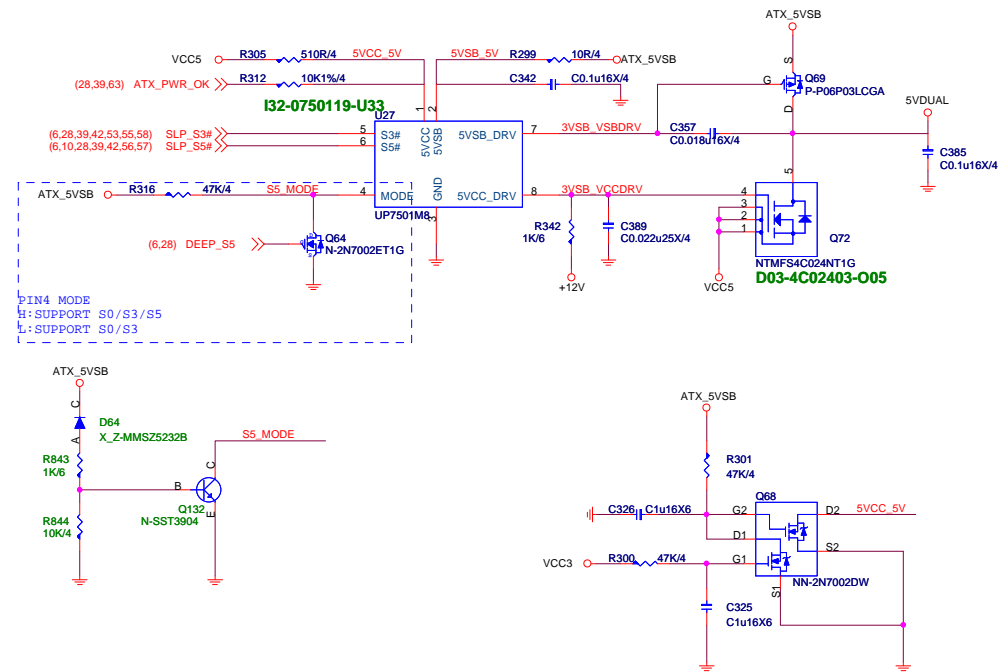 ATX_5VSB
VCC5 R305 510R/4 5VCC_5V 5VSB_5V R299 10R/4 ATX_5VSB
(28,39,63) ATX_PWR_OK R312 10K1%/4 C342 C0.1u16X/4
S G D Q69
P-P06P03LCGA
I32-0750119-U33
U27
1 2
5VDUAL
(6,28,39,42,53,55,58) SLP_S3# 5 S3# 5VCC 5VSB 5VSB_DRV 7 3VSB_VSBDRV C357
C0.018u16X/4
(6,10,28,39,42,56,57) SLP_S5# 6 S5#
C385
C0.1u16X/4
ATX_5VSB R316 47K/4 S5_MODE 4 MODE GND 5VCC_DRV 8 3VSB_VCCDRV
5
4
3
2
1
UP7501M8 3
(6,28) DEEP_S5 Q64
N-2N7002ET1G
R342
1K/6
C389
C0.022u25X/4
Q72
NTMFS4C024NT1G
D03-4C02403-O05
+12V VCC5
PIN4 MODE
H:SUPPORT S0/S3/S5
L:SUPPORT S0/S3
ATX_5VSB
C
D64
X_Z-MMSZ5232B
A
S5_MODE
R843
1K/6
C
B
E
Q132
N-SST3904
R844
10K/4
ATX_5VSB
R301
47K/4
Q68
C326 C1u16X6 G2 D2 5VCC_5V
D1
S2
VCC3 R300 47K/4 G1
NN-2N7002DW
S1
C325
C1u16X6